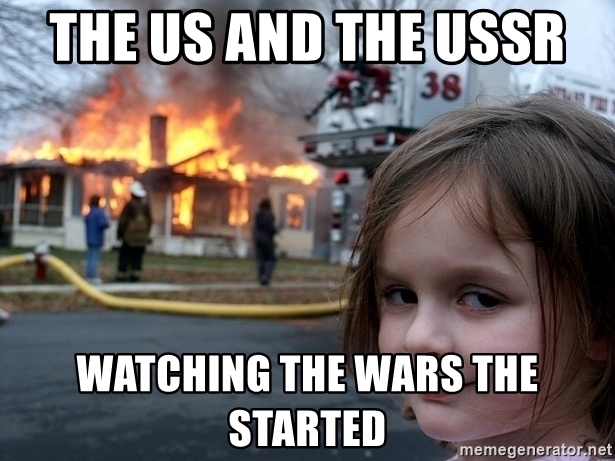 THE US AND THE USSR
38
WATCHING THE WARS THE
STARTED
memegenerator.net